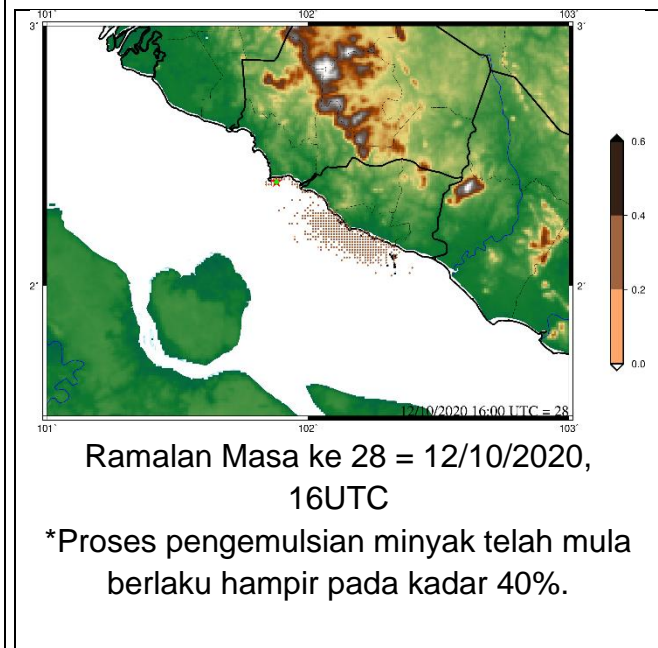 101˚
102˚
103˚
3˚
3˚
2˚
2˚
0.6
0.4
0.2
0.0
12/10/2020 16:00 UTC = 28
101˚
102˚
103˚
Ramalan Masa ke 28 = 12/10/2020,
16UTC
*Proses pengemulsian minyak telah mula
berlaku hampir pada kadar 40%.